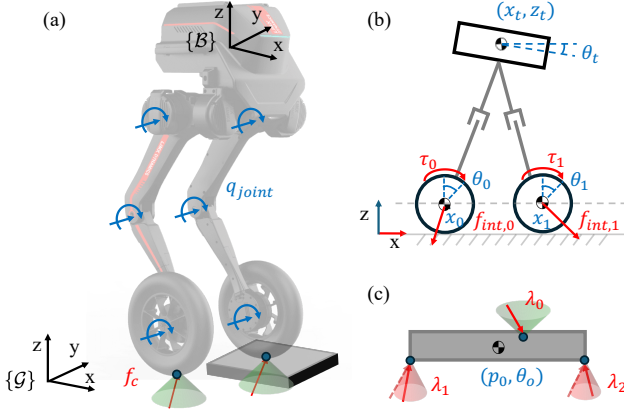 (a)
z
y
{B}
x
q_joint
z
y
{G}
x
f_c
(b)
(x_t, z_t)
θ_t
τ_0
τ_1
θ_0
θ_1
z
x_0
x_1
f_int,0
f_int,1
x
(c)
λ_0
λ_1
(p_0, θ_o)
λ_2